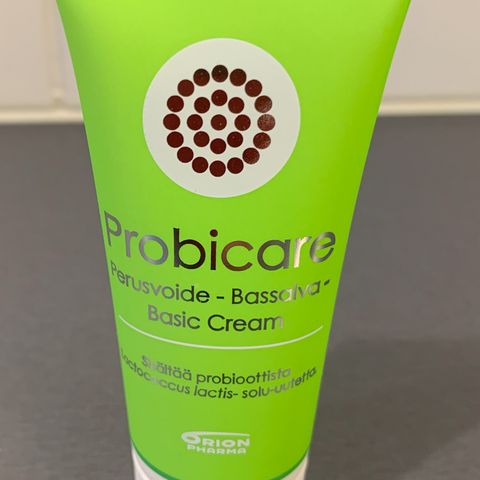 Probicare
Perusvoide - Bassalva -
Basic Cream
Sisältää probioottista
Lactococcus lactis- solu-uutetta.
ORION
PHARMA